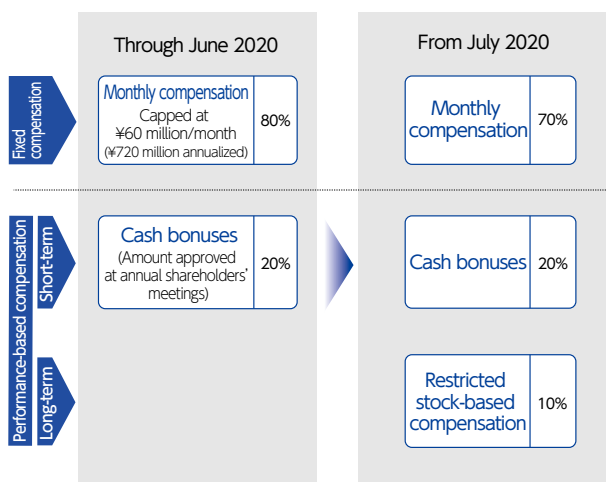 Through June 2020
From July 2020
Fixed
compensation
Monthly compensation
Capped at
¥60 million/month
(¥720 million annualized)
80%
Monthly
compensation
70%
Performance-based compensation
Short-term
Cash bonuses
(Amount approved
at annual shareholders'
meetings)
20%
Cash bonuses
20%
Long-term
Restricted
stock-based
compensation
10%